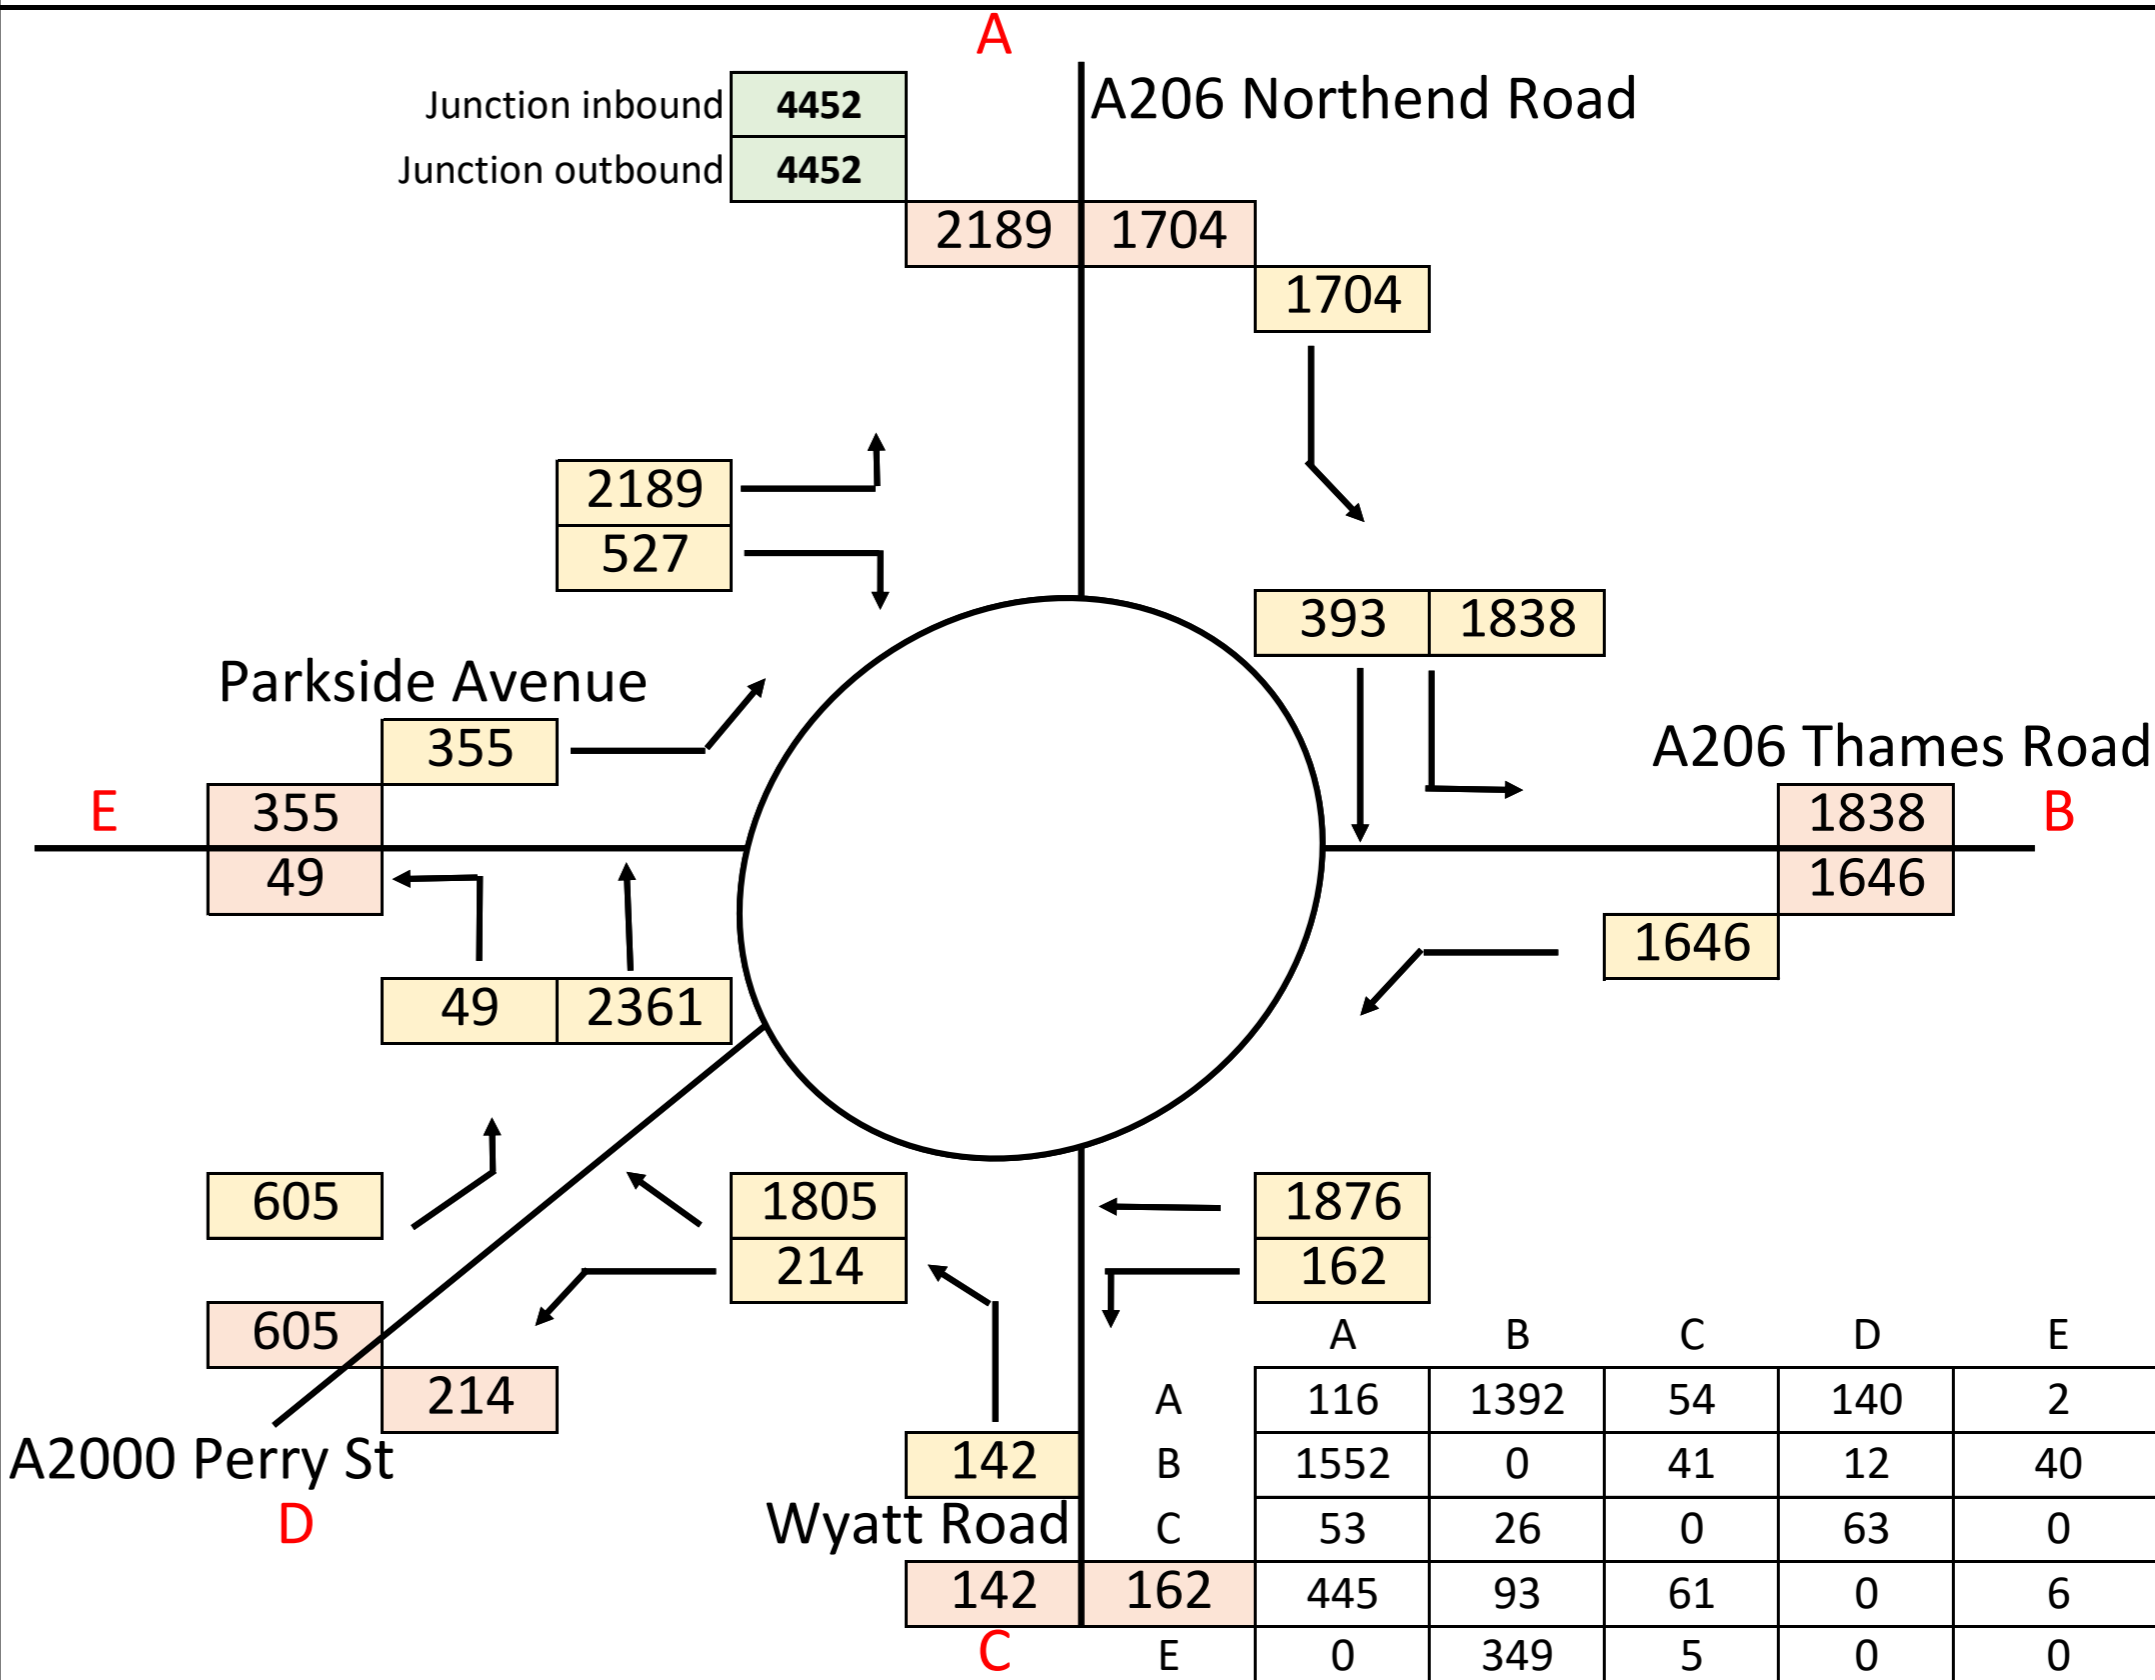 A
Junction inbound 4452 A206 Northend Road
Junction outbound 4452
2189 1704
1704
2189
527
393 1838
Parkside Avenue
355
A206 Thames Road
E 355 1838 B
49 1646
1646
49 2361
605 1805 1876
214 162
605
214
A2000 Perry St
D
142
Wyatt Road
142 162
C
A B C D E
A 116 1392 54 140 2
B 1552 0 41 12 40
C 53 26 0 63 0
445 93 61 0 6
E 0 349 5 0 0